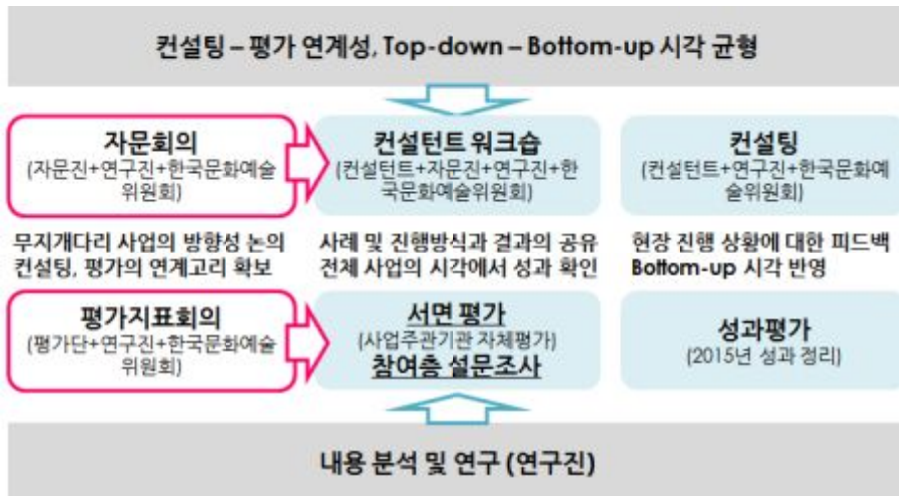 컨설팅 – 평가 연계성, Top-down – Bottom-up 시각 균형
자문회의
(자문진+연구진+한국문화예술
위원회)
컨설턴트 워크숍
(컨설턴트+자문진+연구진+한
국문화예술위원회)
컨설팅
(컨설턴트+연구진+한국문화예
술위원회)
무지개다리 사업의 방향성 논의
컨설팅, 평가의 연계고리 확보
사례 및 진행방식과 결과의 공유
전체 사업의 시각에서 성과 확인
현장 진행 상황에 대한 피드백
Bottom-up 시각 반영
평가지표회의
(평가단+연구진+한국문화예술
위원회)
서면 평가
(사업주관기관 자체평가)
참여층 설문조사
성과평가
(2015년 성과 정리)
내용 분석 및 연구 (연구진)